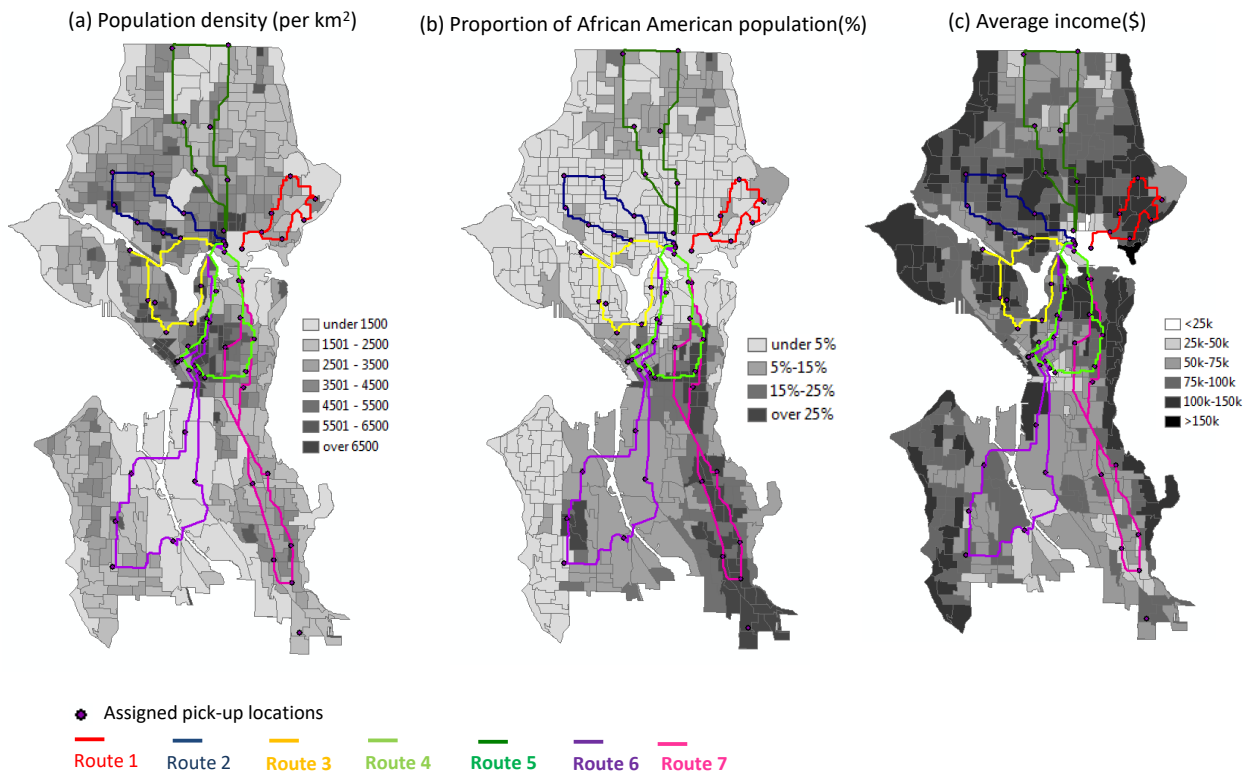 (a) Population density (per km²)
(b) Proportion of African American population(%)
(c) Average income($)
under 1500
1501 - 2500
2501 - 3500
3501 - 4500
4501 - 5500
5501 - 6500
over 6500
under 5%
5%-15%
15%-25%
over 25%
<25k
25k-50k
50k-75k
75k-100k
100k-150k
>150k
Assigned pick-up locations
Route 1
Route 2
Route 3
Route 4
Route 5
Route 6
Route 7